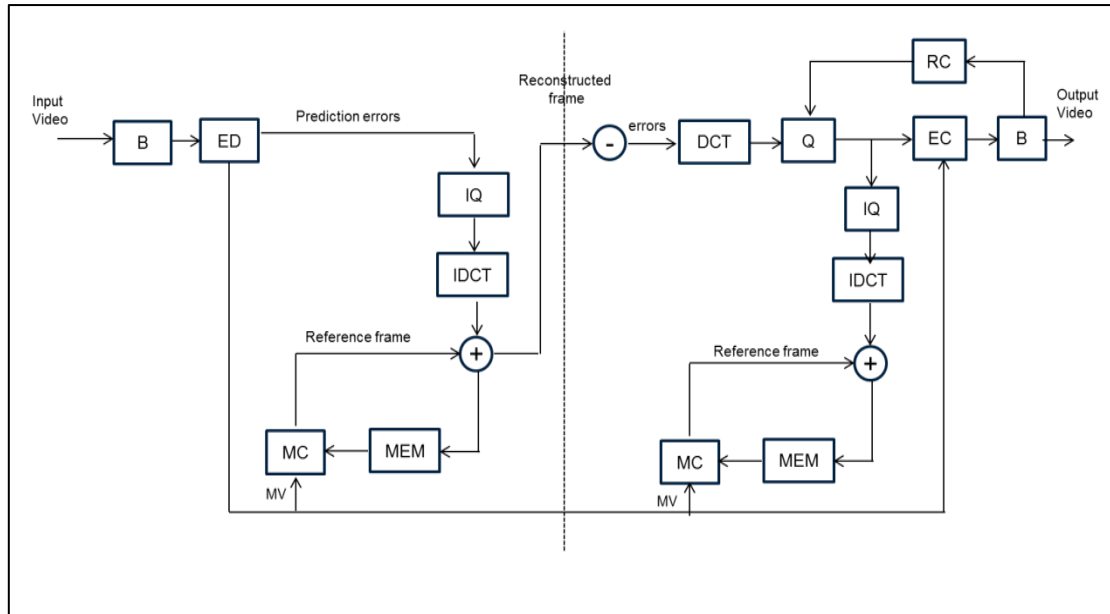 RC
Reconstructed
frame
Input
Video
Output
Video
Prediction errors
errors
B
ED
-
DCT
Q
EC
B
IQ
IQ
IDCT
IDCT
Reference frame
+
Reference frame
+
MC
MEM
MC
MEM
MV
MV